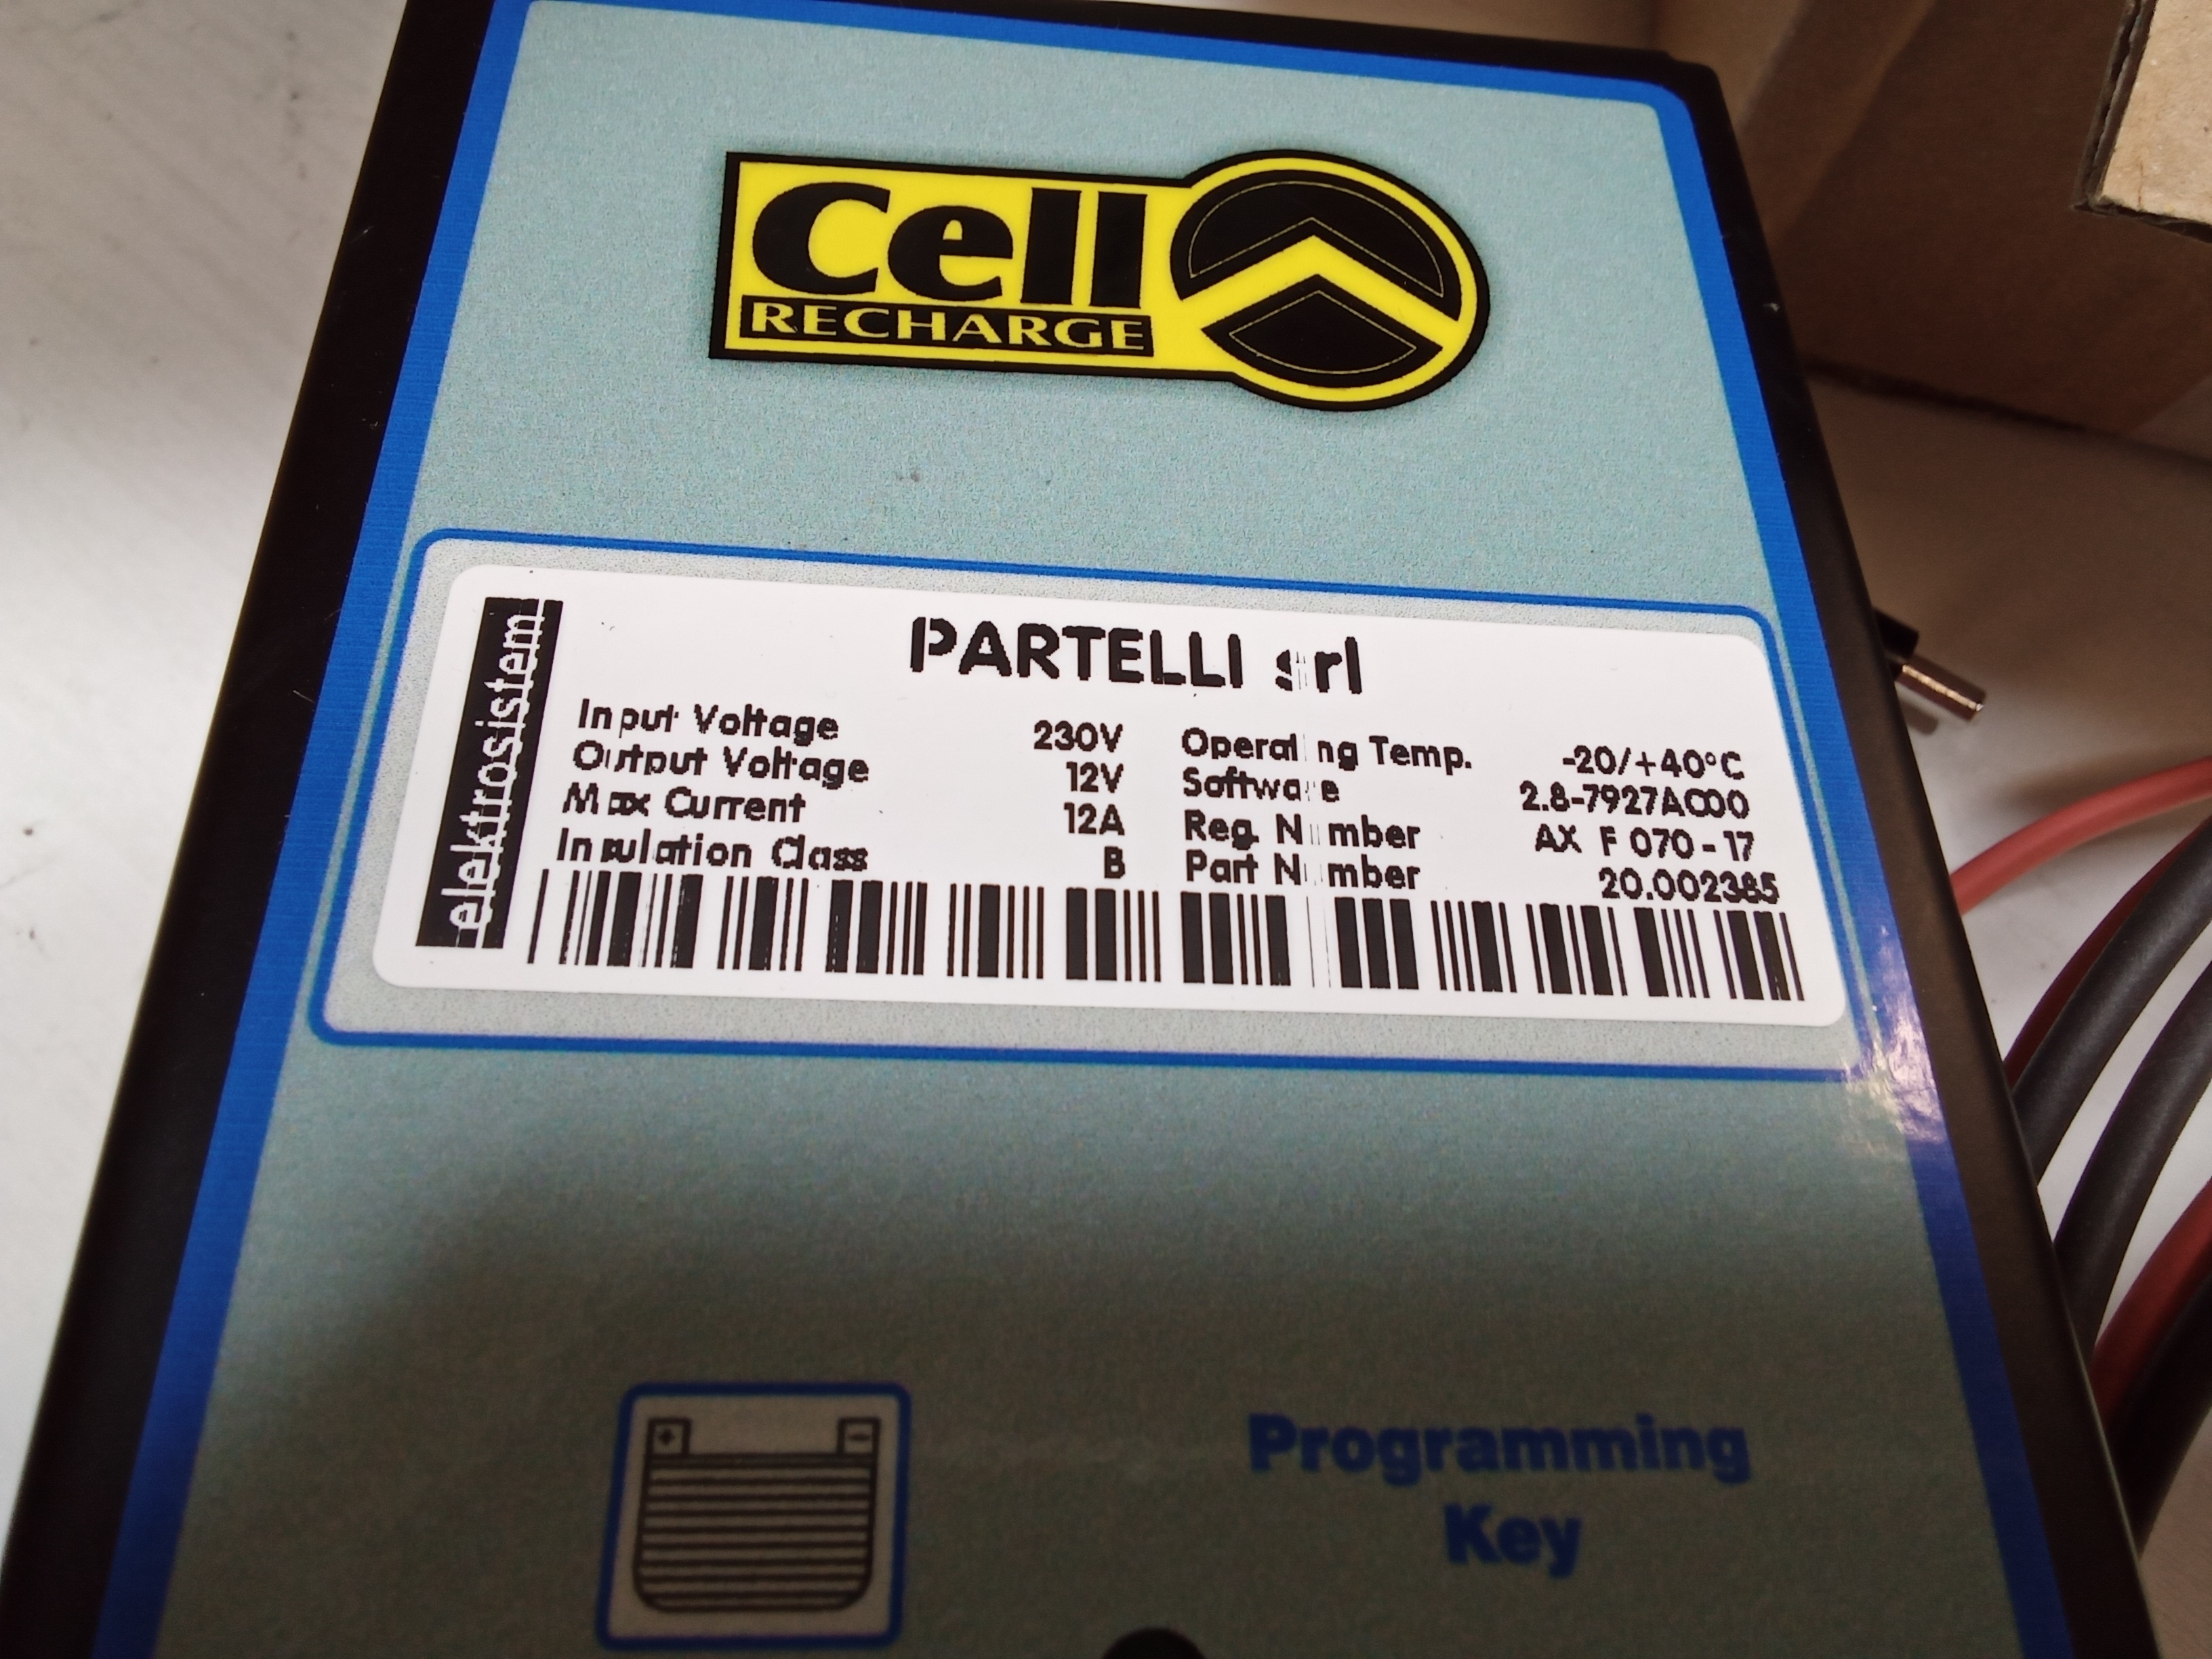 Cell
RECHARGE
elektrosistem
PARTELLI srl
Input Voltage 230V
Output Voltage 12V
Max Current 12A
Insulation Class B
Operating Temp. -20/+40°C
Software 2.8-7927AC00
Reg. Number AX F 070-17
Part Number 20.002385
+ -
Programming
Key